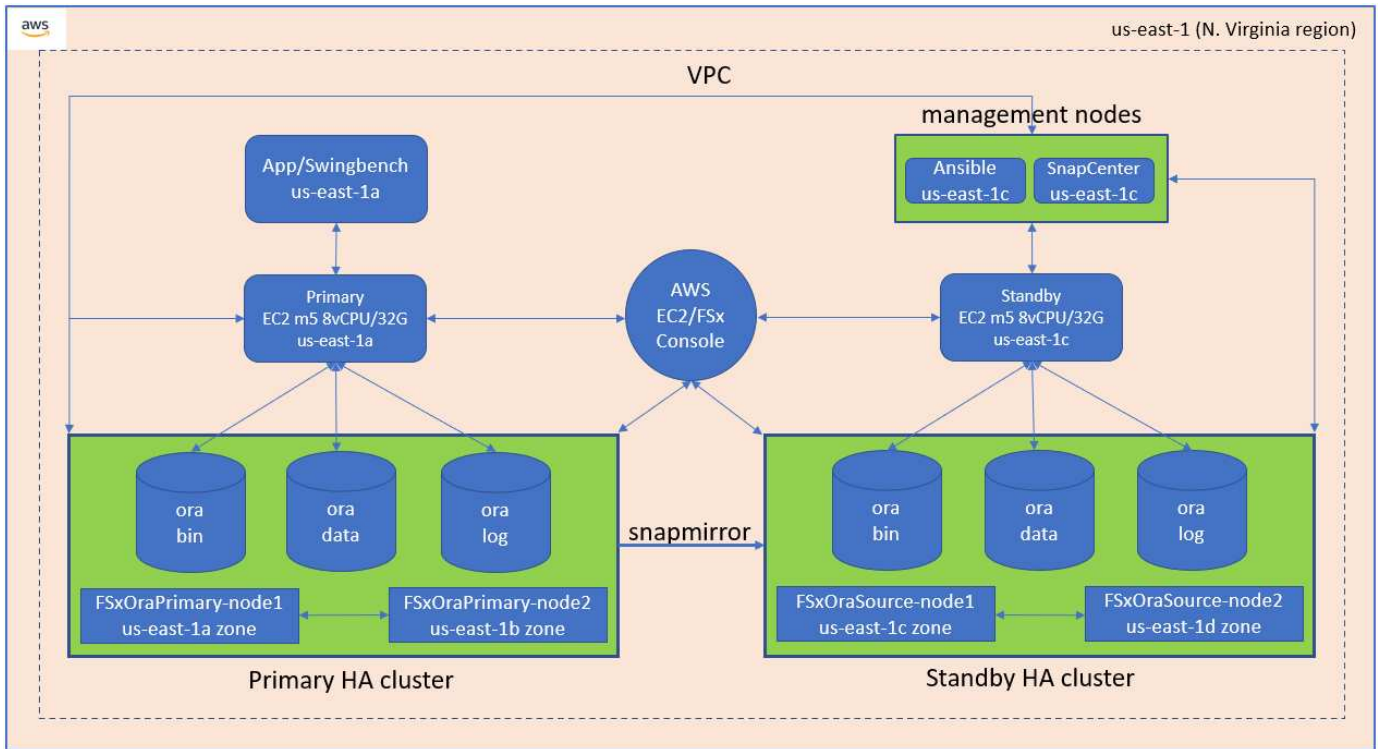 aws
us-east-1 (N. Virginia region)
VPC
management nodes
App/Swingbench
us-east-1a
Ansible
us-east-1c
SnapCenter
us-east-1c
Primary
EC2 m5 8vCPU/32G
us-east-1a
AWS
EC2/FSx
Console
Standby
EC2 m5 8vCPU/32G
us-east-1c
ora
bin
ora
data
ora
log
snapmirror
ora
bin
ora
data
ora
log
FSxOraPrimary-node1
us-east-1a zone
FSxOraPrimary-node2
us-east-1b zone
FSxOraSource-node1
us-east-1c zone
FSxOraSource-node2
us-east-1d zone
Primary HA cluster
Standby HA cluster